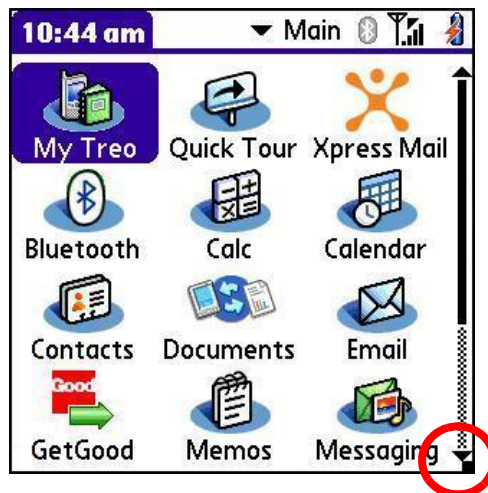 10:44 am Main
My Treo Quick Tour Xpress Mail
Bluetooth Calc Calendar
Contacts Documents Email
Good
GetGood Memos Messaging